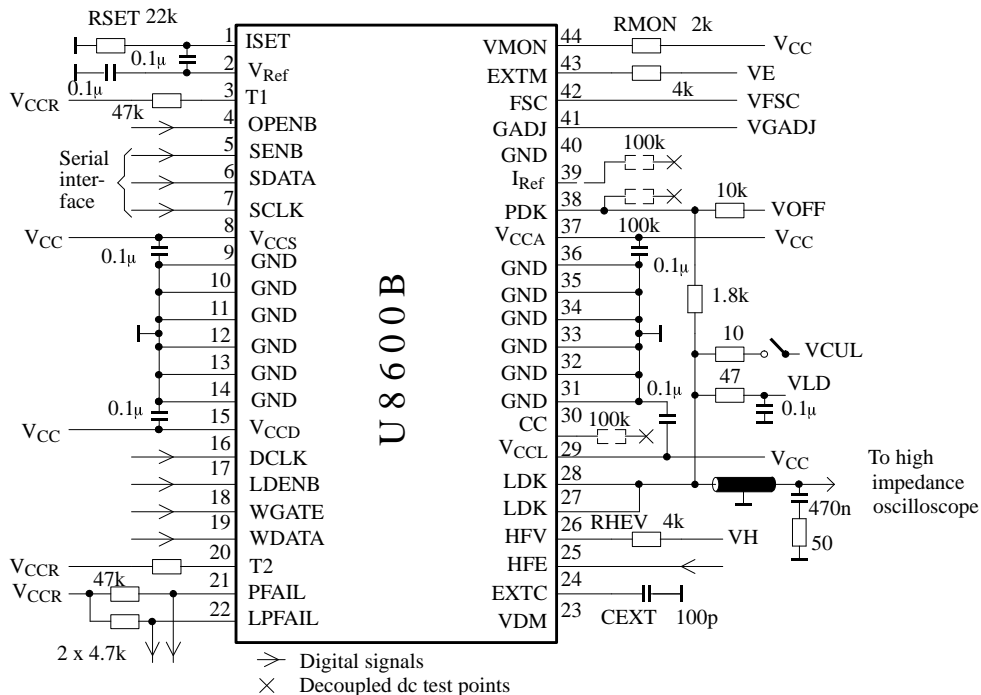 RSET 22k
1
ISET
0.1μ
2
VRef
0.1μ
3
VCCR
T1
47k
4
OPENB
5
SENB
Serial
inter-
face
6
SDATA
7
SCLK
8
VCC
VCCS
0.1μ
9
GND
10
GND
11
GND
12
GND
13
GND
14
GND
0.1μ
15
VCC
VCCD
16
DCLK
17
LDENB
18
WGATE
19
WDATA
20
VCCR
T2
47k
21
VCCR
PFAIL
22
LPFAIL
2 x 4.7k
U8600B
44
VMON
RMON 2k
VCC
43
EXTM
4k
VE
42
FSC
VFSC
41
GADJ
VGADJ
40
GND
100k
39
IRef
38
PDK
100k
10k
VOFF
37
VCCA
VCC
36
GND
0.1μ
35
GND
34
GND
1.8k
33
GND
32
GND
10
VCUL
31
GND
0.1μ
47
VLD
0.1μ
30
CC
100k
29
VCCL
VCC
28
LDK
To high
impedance
oscilloscope
27
LDK
470n
50
26
HFV
RHEV 4k
VH
25
HFE
24
EXTC
CEXT 100p
23
VDM
Digital signals
Decoupled dc test points